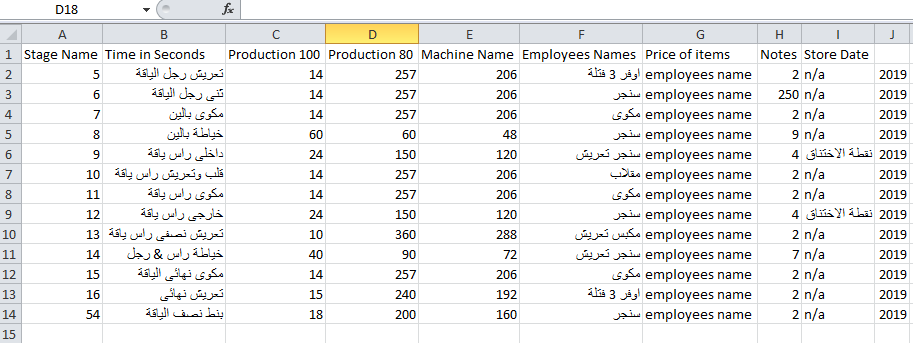 D18 fx
A B C D E F G H I J
1 Stage Name Time in Seconds Production 100 Production 80 Machine Name Employees Names Price of items Notes Store Date
2 5 تعريش رجل الياقة 14 257 206 اوفر 3 فتلة employees name 2 n/a 2019
3 6 ثنى رجل الياقة 14 257 206 سنجر employees name 250 n/a 2019
4 7 مكوى بالين 14 257 206 مكوى employees name 2 n/a 2019
5 8 خياطة بالين 60 60 48 سنجر employees name 9 n/a 2019
6 9 داخلى راس ياقة 24 150 120 سنجر تعريش employees name 4 نقطة الاختناق 2019
7 10 قلب وتعريش راس ياقة 14 257 206 مقلاب employees name 2 n/a 2019
8 11 مكوى راس ياقة 14 257 206 مكوى employees name 2 n/a 2019
9 12 خارجى راس ياقة 24 150 120 سنجر employees name 4 نقطة الاختناق 2019
10 13 تعريش نصفى راس ياقة 10 360 288 مكبس تعريش employees name 2 n/a 2019
11 14 خياطة راس & رجل 40 90 72 سنجر تعريش employees name 7 n/a 2019
12 15 مكوى نهائى الياقة 14 257 206 مكوى employees name 2 n/a 2019
13 16 تعريش نهائى 15 240 192 اوفر 3 فتلة employees name 2 n/a 2019
14 54 بنط نصف الياقة 18 200 160 سنجر employees name 2 n/a 2019
15